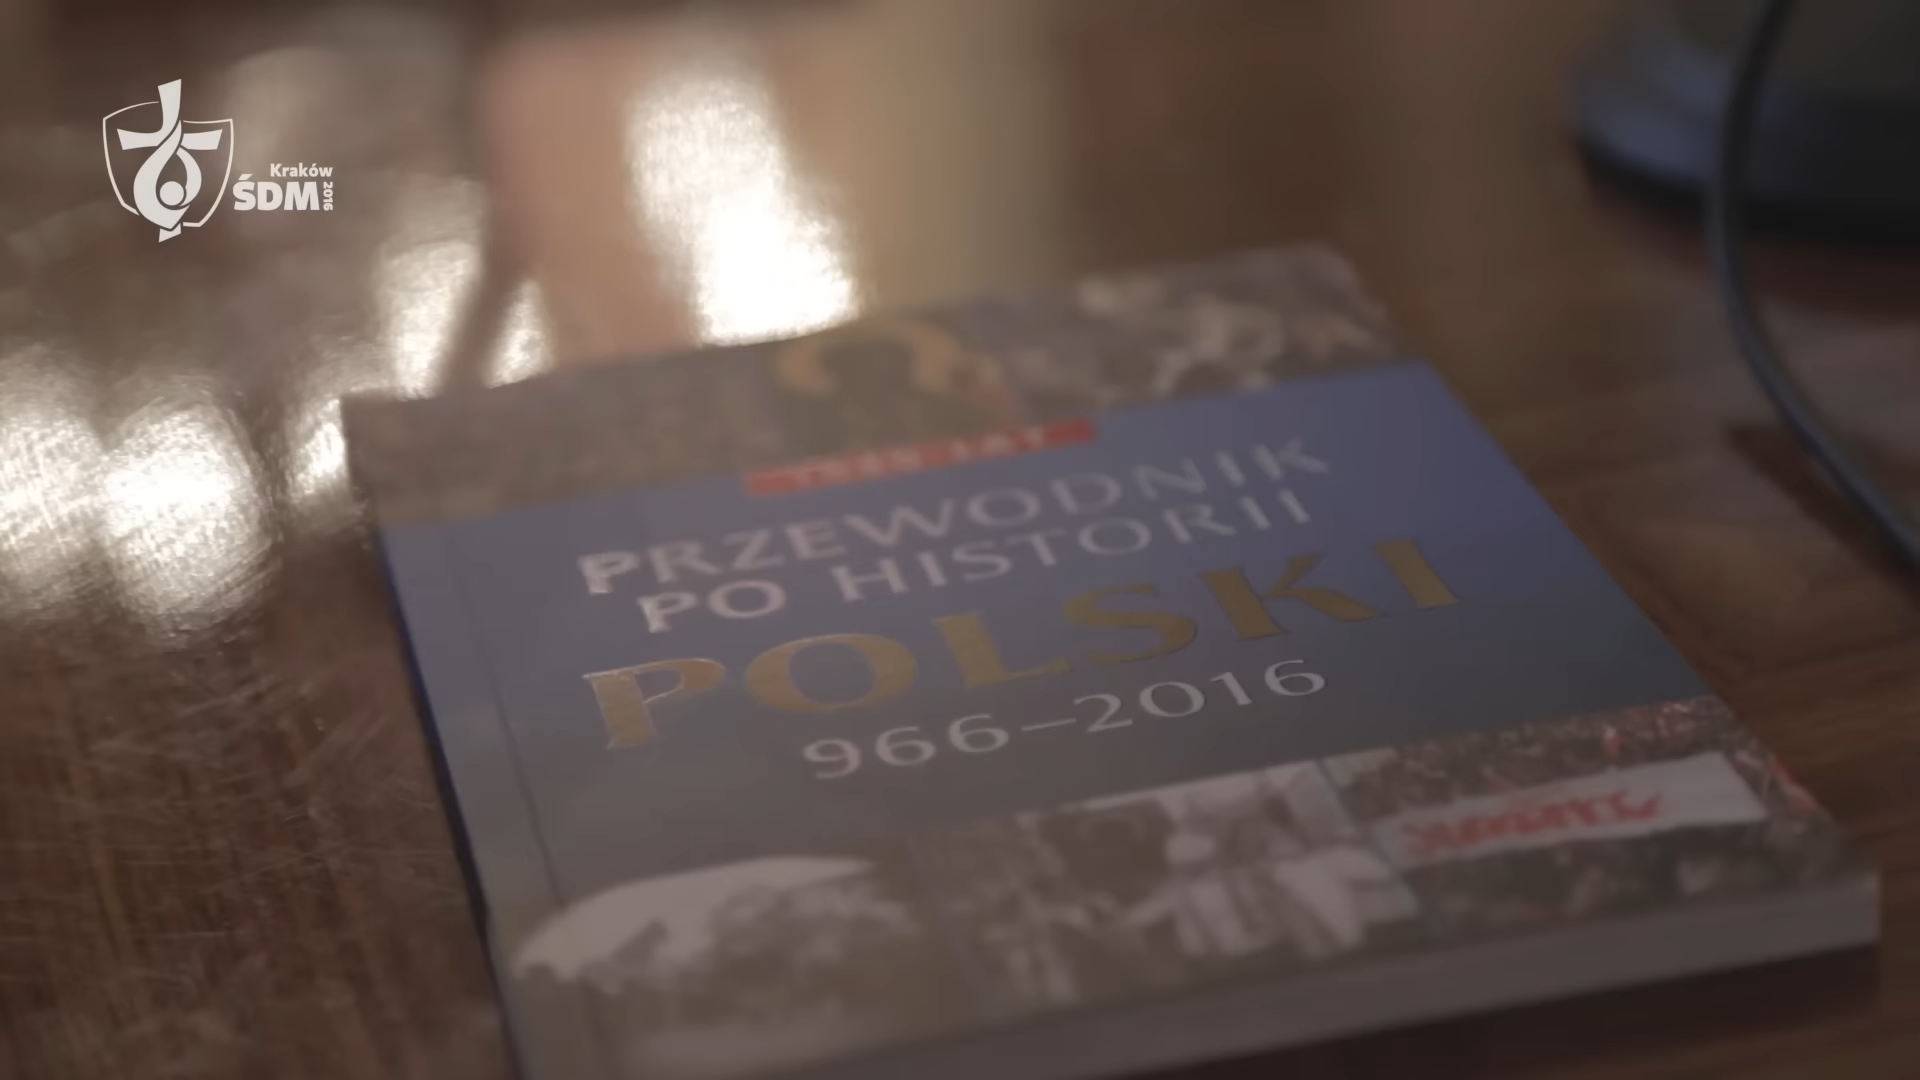 Kraków
ŚDM 2016
PRZEWODNIK
PO HISTORII
POLSKI
966–2016